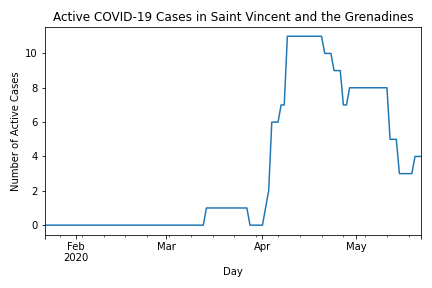 Active COVID-19 Cases in Saint Vincent and the Grenadines
Number of Active Cases
10
8
6
4
2
0
Feb Mar Apr May
2020
Day